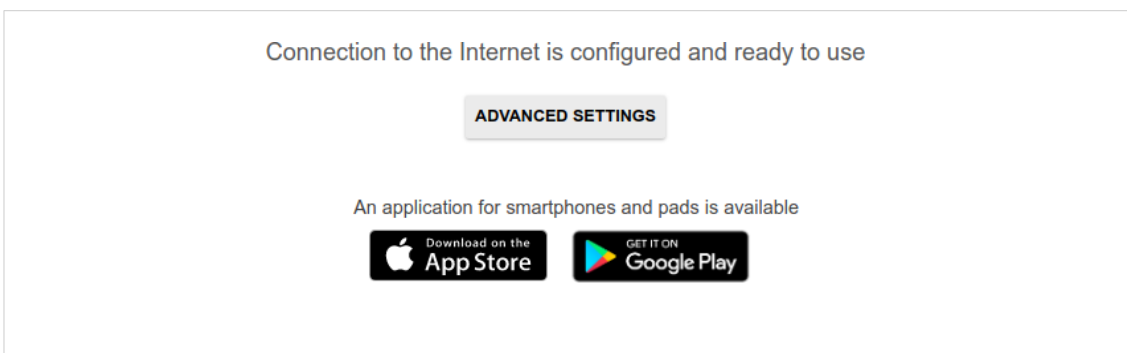 Connection to the Internet is configured and ready to use
ADVANCED SETTINGS
An application for smartphones and pads is available
Download on the
App Store
GET IT ON
Google Play